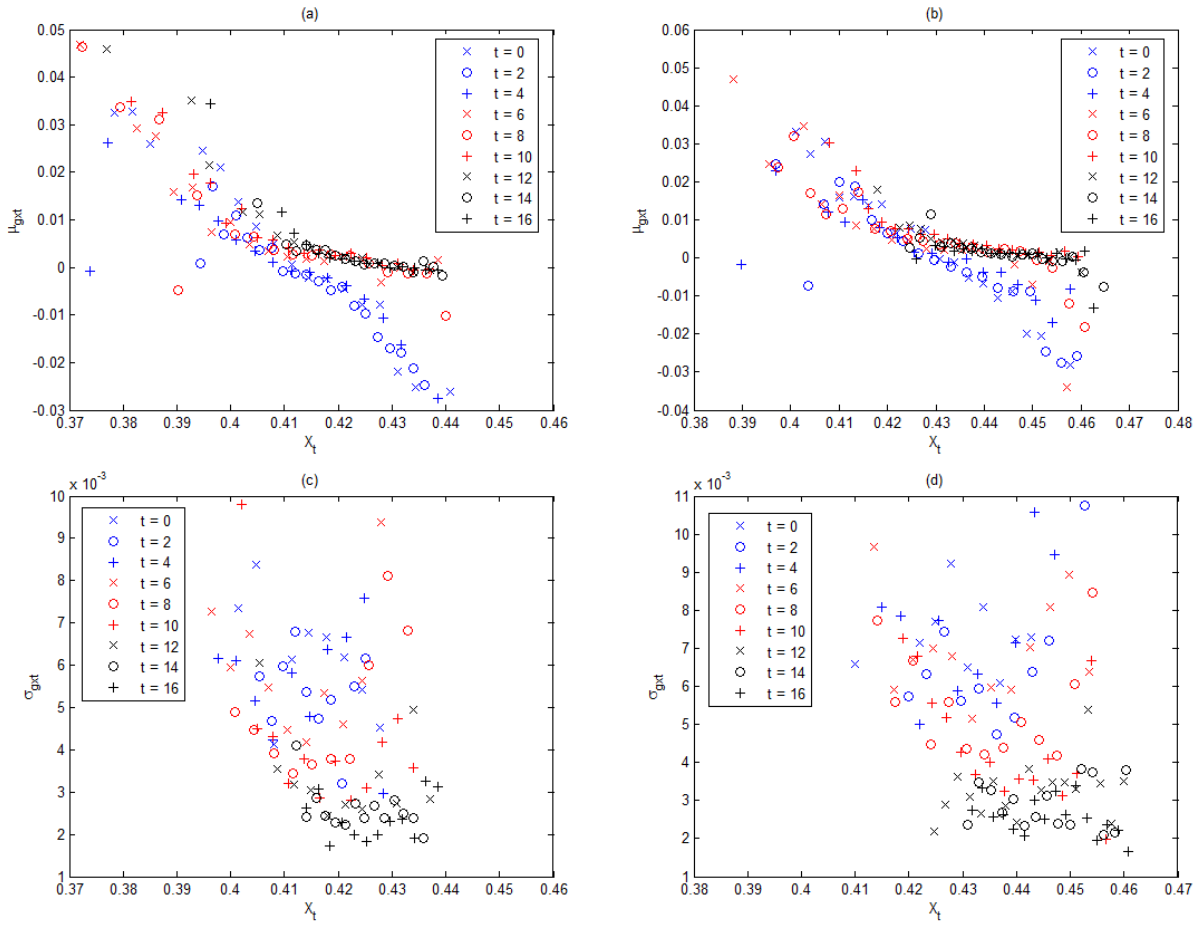 (a)
0.05
0.04
0.03
0.02
0.01
0
-0.01
-0.02
-0.03
μgxt
0.37 0.38 0.39 0.4 0.41 0.42 0.43 0.44 0.45 0.46
Xt
t = 0
t = 2
t = 4
t = 6
t = 8
t = 10
t = 12
t = 14
t = 16
(b)
0.06
0.05
0.04
0.03
0.02
0.01
0
-0.01
-0.02
-0.03
-0.04
μgxt
0.38 0.39 0.4 0.41 0.42 0.43 0.44 0.45 0.46 0.47 0.48
Xt
t = 0
t = 2
t = 4
t = 6
t = 8
t = 10
t = 12
t = 14
t = 16
(c)
x 10-3
10
9
8
7
6
5
4
3
2
1
σgxt
0.37 0.38 0.39 0.4 0.41 0.42 0.43 0.44 0.45 0.46
Xt
t = 0
t = 2
t = 4
t = 6
t = 8
t = 10
t = 12
t = 14
t = 16
(d)
x 10-3
11
10
9
8
7
6
5
4
3
2
1
σgxt
0.38 0.39 0.4 0.41 0.42 0.43 0.44 0.45 0.46 0.47
Xt
t = 0
t = 2
t = 4
t = 6
t = 8
t = 10
t = 12
t = 14
t = 16